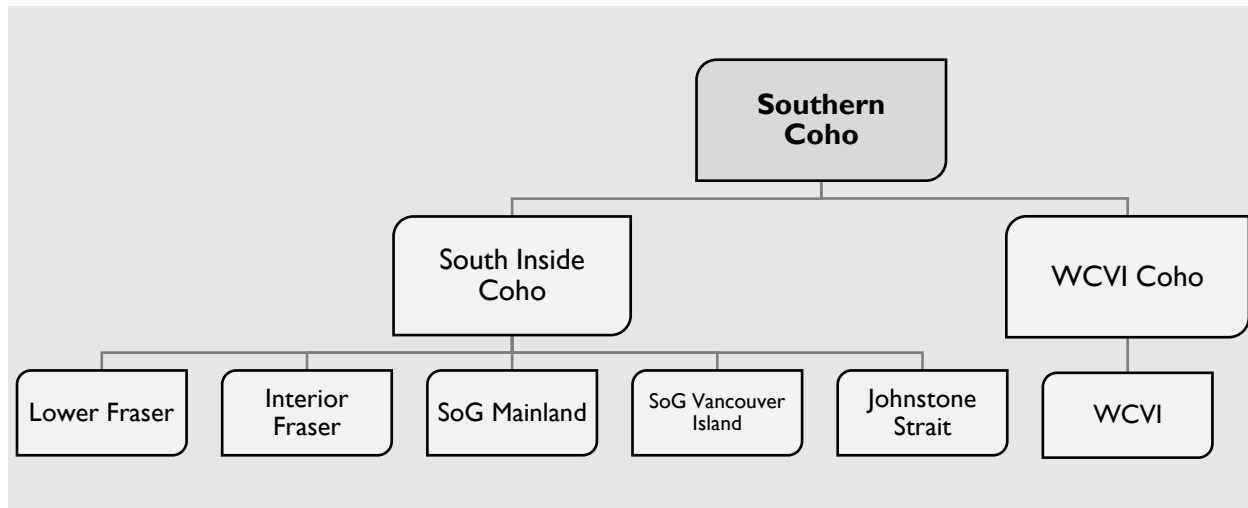 Southern
Coho
South Inside
Coho
WCVI Coho
Lower Fraser
Interior
Fraser
SoG Mainland
SoG Vancouver
Island
Johnstone
Strait
WCVI